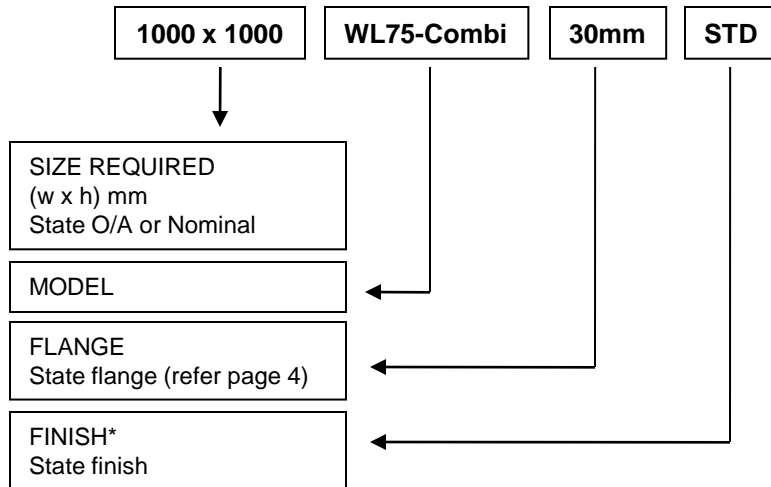 1000 x 1000 WL75-Combi 30mm STD
SIZE REQUIRED
(w x h) mm
State O/A or Nominal
MODEL
FLANGE
State flange (refer page 4)
FINISH*
State finish